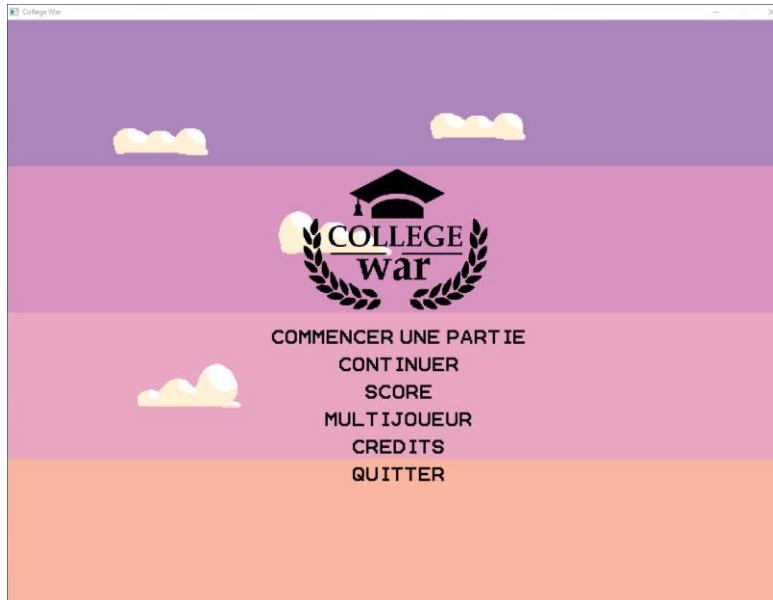 College War
COLLEGE
war
COMMENCER UNE PARTIE
CONTINUER
SCORE
MULTIJOUEUR
CREDITS
QUITTER